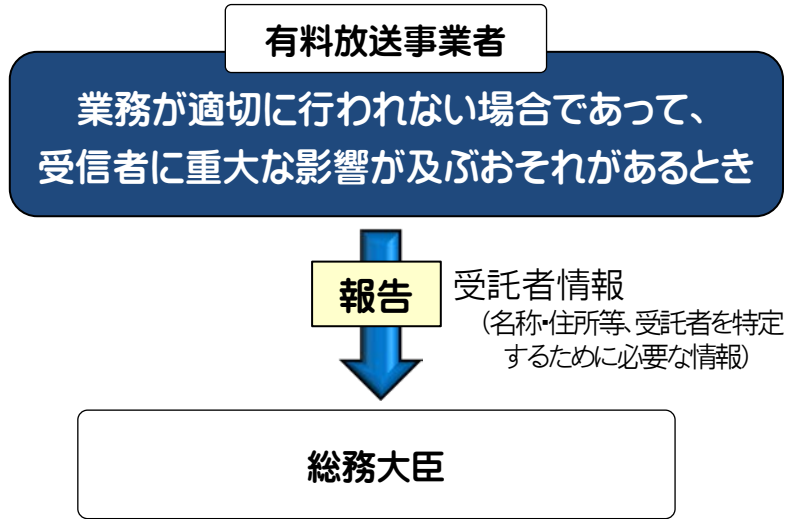 有料放送事業者
業務が適切に行われない場合であって、
受信者に重大な影響が及ぶおそれがあるとき
報告
受託者情報
（名称・住所等、受託者を特定
するために必要な情報）
総務大臣